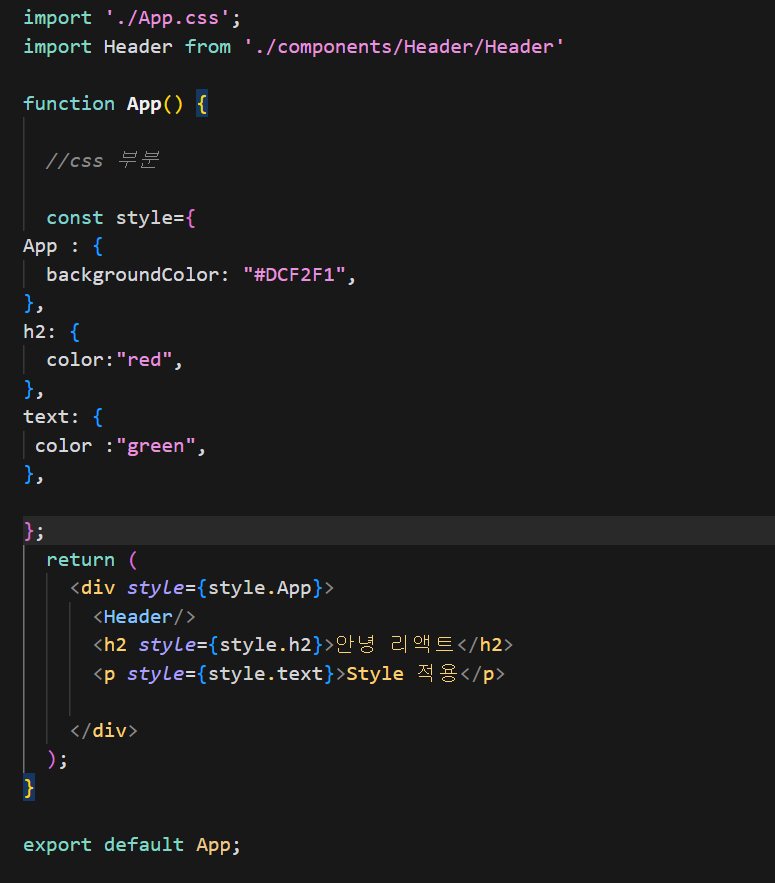 import './App.css';
import Header from './components/Header/Header'
function App() {
//css 부분
const style={
App : {
backgroundColor: "#DCF2F1",
},
h2: {
color:"red",
},
text: {
color :"green",
},
};
return (
<div style={style.App}>
<Header/>
<h2 style={style.h2}>안녕 리액트</h2>
<p style={style.text}>Style 적용</p>
</div>
);
}
export default App;